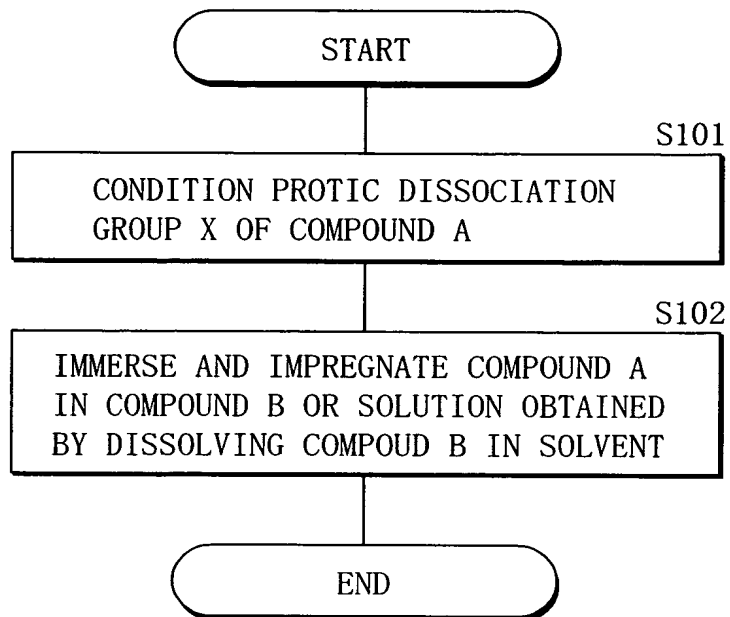 START
S101
CONDITION PROTIC DISSOCIATION
GROUP X OF COMPOUND A
S102
IMMERSE AND IMPREGNATE COMPOUND A
IN COMPOUND B OR SOLUTION OBTAINED
BY DISSOLVING COMPOUD B IN SOLVENT
END